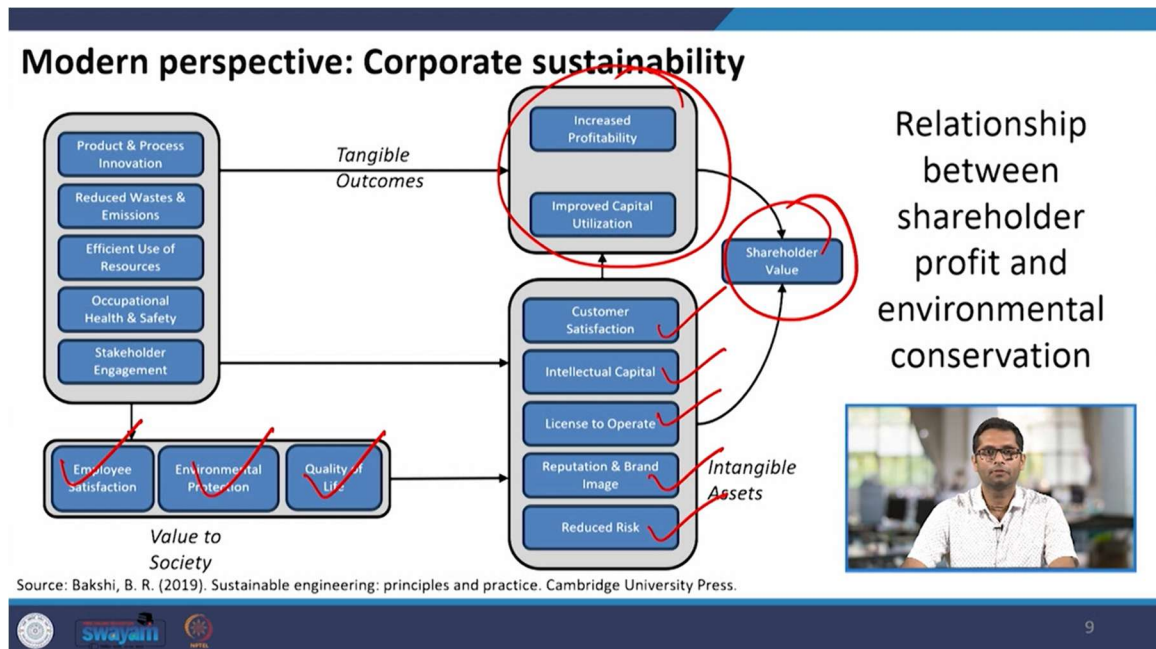 Modern perspective: Corporate sustainability
Product & Process
Innovation
Reduced Wastes &
Emissions
Efficient Use of
Resources
Occupational
Health & Safety
Stakeholder
Engagement
Tangible
Outcomes
Increased
Profitability
Improved Capital
Utilization
Shareholder
Value
Customer
Satisfaction
Intellectual Capital
License to Operate
Reputation & Brand
Image
Reduced Risk
Intangible
Assets
Employee
Satisfaction
Environmental
Protection
Quality of
Life
Value to
Society
Relationship
between
shareholder
profit and
environmental
conservation
Source: Bakshi, B. R. (2019). Sustainable engineering: principles and practice. Cambridge University Press.
swayam
NPTEL
9